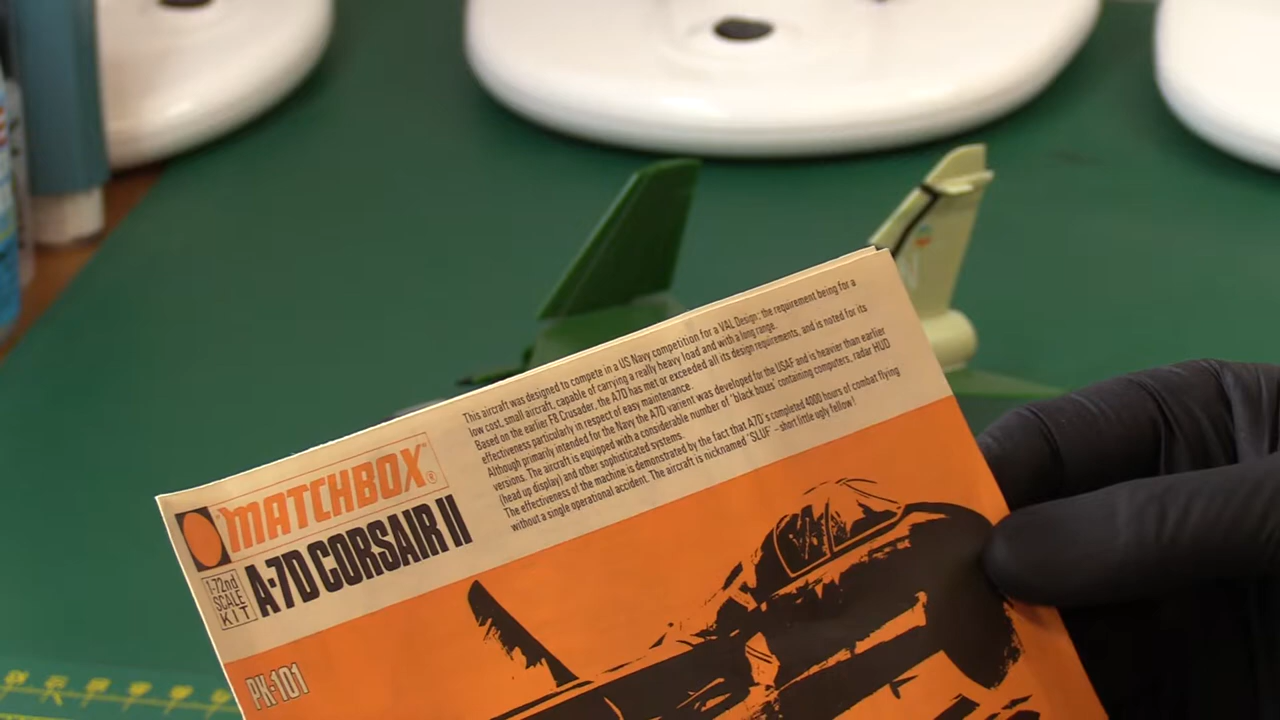 This aircraft was designed to compete in a US Navy competition for a VAL Design; the requirement being for a
low cost, small aircraft, capable of carrying a really heavy load and with a long range.
Based on the earlier F8 Crusader, the A7D has met or exceeded all its design requirements, and is noted for its
effectiveness particularly in respect of easy maintenance.
Although primarily intended for the Navy the A7D varient was developed for the USAF and is heavier than earlier
versions. The aircraft is equipped with a considerable number of 'black boxes' containing computers, radar HUD
(head up display) and other sophisticated systems.
The effectiveness of the machine is demonstrated by the fact that A7D's completed 4000 hours of combat flying
without a single operational accident. The aircraft is nicknamed 'SLUF' – short little ugly fellow!
MATCHBOX®
1-72nd
SCALE
KIT
A-7D CORSAIR II
PK-101